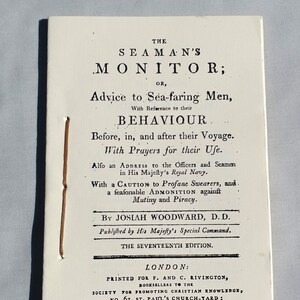 THE
SEAMAN'S
MONITOR;
OR,
Advice to Sea-faring Men,
With Reference to their
BEHAVIOUR
Before, in, and after their Voyage.
With Prayers for their Use.
Also an ADDRESS to the Officers and Seamen
in His Majesty's Royal Navy.
With a CAUTION to Profane Swearers, and
a seasonable ADMONITION against
Mutiny and Piracy.
By JOSIAH WOODWARD, D. D.
Published by His Majesty's Special Command.
THE SEVENTEENTH EDITION.
LONDON:
PRINTED FOR F. AND C. RIVINGTON,
BOOKSELLERS TO THE
SOCIETY FOR PROMOTING CHRISTIAN KNOWLEDGE,
NO. 62, ST. PAUL'S CHURCH-YARD;